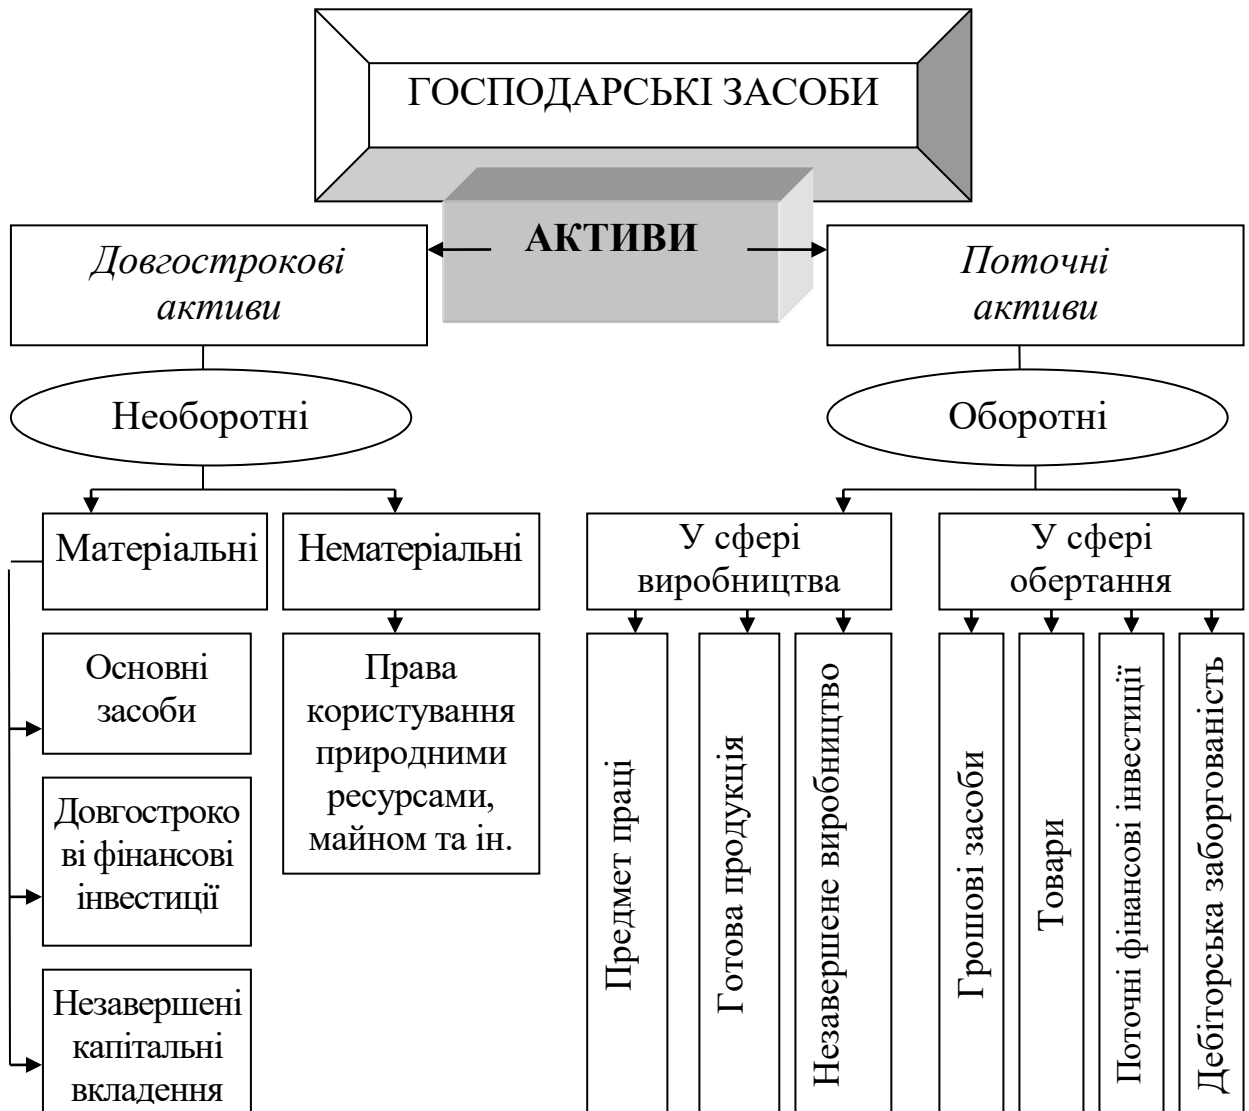 ГОСПОДАРСЬКІ ЗАСОБИ
АКТИВИ
Довгострокові
активи
Поточні
активи
Необоротні
Оборотні
Матеріальні
Нематеріальні
У сфері
виробництва
У сфері
обертання
Основні
засоби
Довгостроко
ві фінансові
інвестиції
Незавершені
капітальні
вкладення
Права
користування
природними
ресурсами,
майном та ін.
Предмет праці
Готова продукція
Незавершене виробництво
Грошові засоби
Товари
Поточні фінансові інвестиції
Дебіторська заборгованість